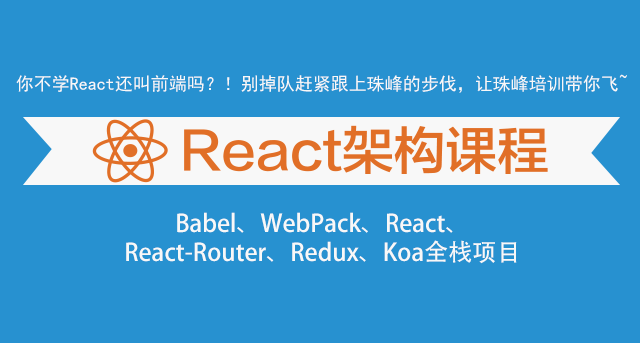 你不学React还叫前端吗？！别掉队赶紧跟上珠峰的步伐，让珠峰培训带你飞~
React架构课程
Babel、WebPack、React、
React-Router、Redux、Koa全栈项目